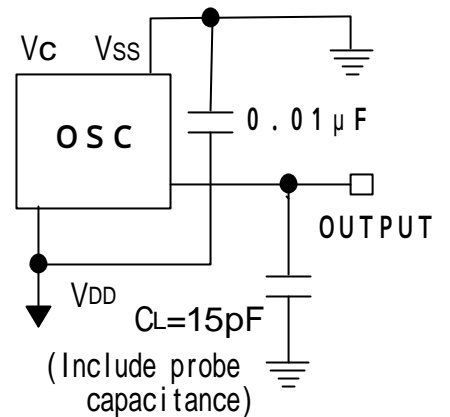 Vc Vss
OSC
0.01μF
OUTPUT
VDD
CL=15pF
(Include probe
capacitance)